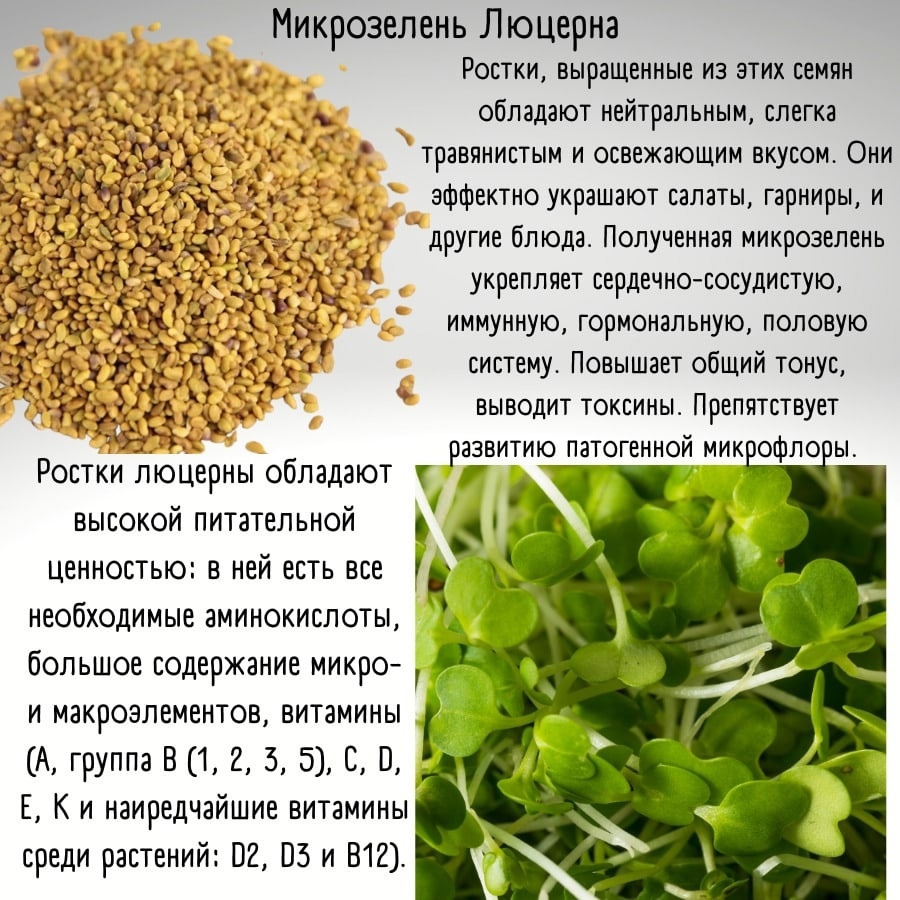 Микрозелень Люцерна
Ростки, выращенные из этих семян
обладают нейтральным, слегка
травянистым и освежающим вкусом. Они
эффектно украшают салаты, гарниры, и
другие блюда. Полученная микрозелень
укрепляет сердечно-сосудистую,
иммунную, гормональную, половую
систему. Повышает общий тонус,
выводит токсины. Препятствует
развитию патогенной микрофлоры.
Ростки люцерны обладают
высокой питательной
ценностью: в ней есть все
необходимые аминокислоты,
большое содержание микро-
и макроэлементов, витамины
(А, группа В (1, 2, 3, 5), С, D,
Е, К и наиредчайшие витамины
среди растений: D2, D3 и В12).